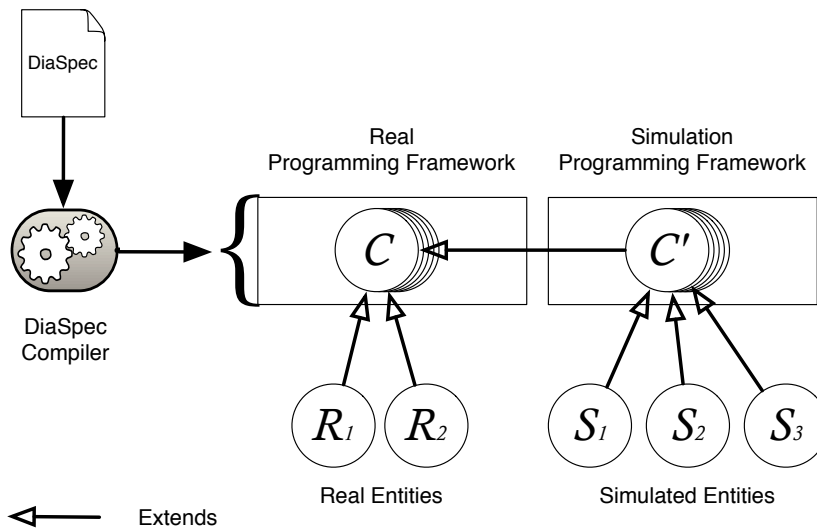 DiaSpec
Real
Programming Framework
Simulation
Programming Framework
{
C
C'
DiaSpec
Compiler
R1
R2
S1
S2
S3
Real Entities
Simulated Entities
Extends